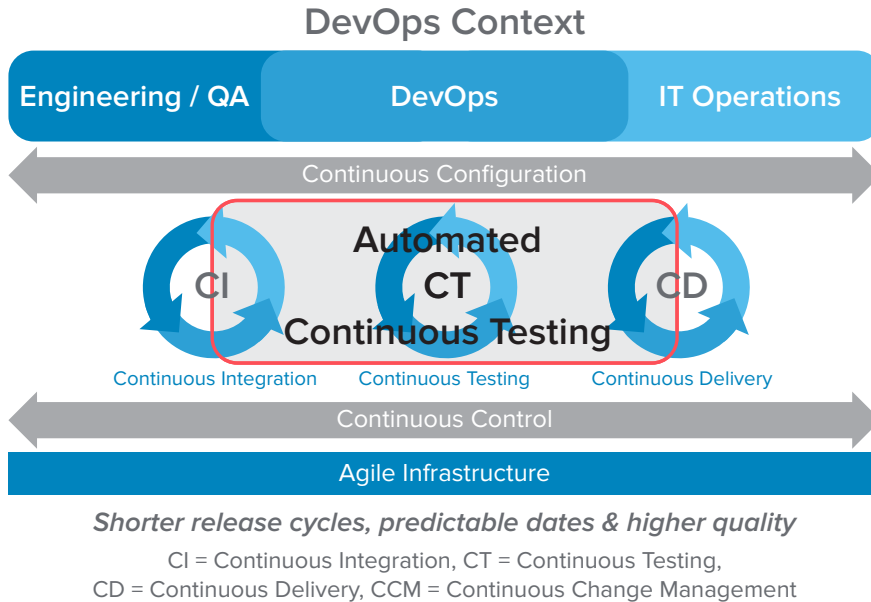 DevOps Context
Engineering / QA
DevOps
IT Operations
Continuous Configuration
Automated
CI
CT
CD
Continuous Testing
Continuous Integration
Continuous Testing
Continuous Delivery
Continuous Control
Agile Infrastructure
Shorter release cycles, predictable dates & higher quality
CI = Continuous Integration, CT = Continuous Testing,
CD = Continuous Delivery, CCM = Continuous Change Management